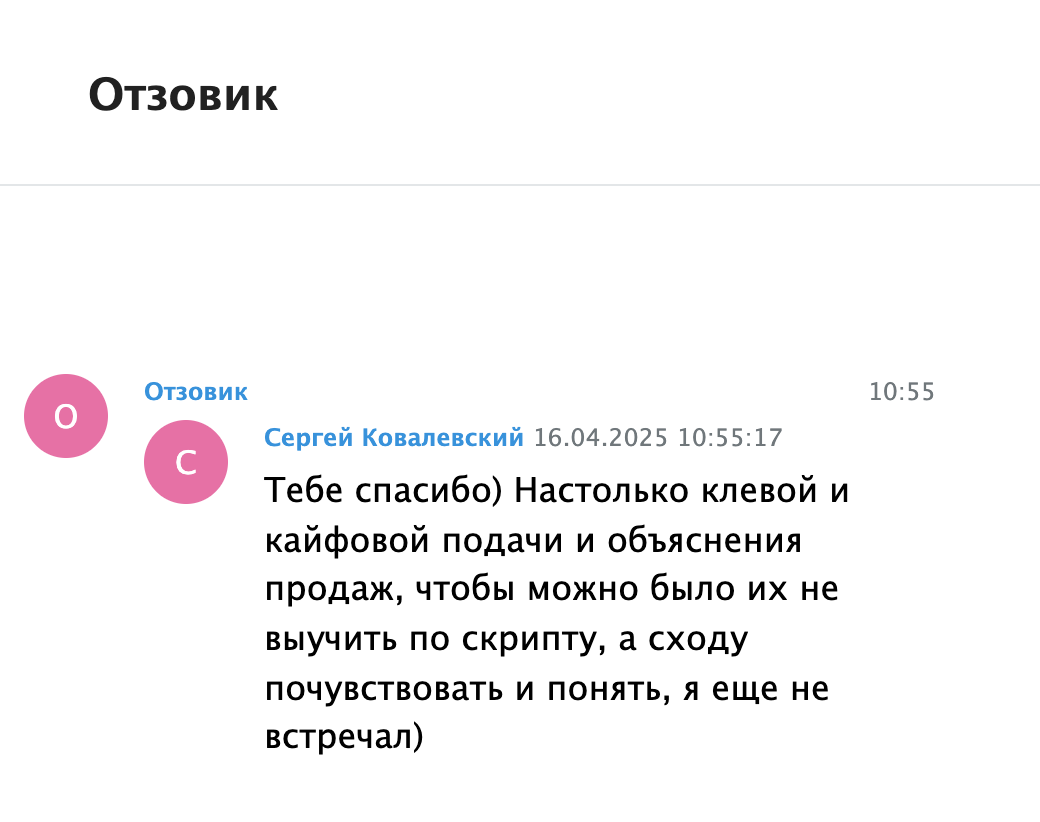 Отзовик
О
Отзовик 10:55
С
Сергей Ковалевский 16.04.2025 10:55:17
Тебе спасибо) Настолько клевой и
кайфовой подачи и объяснения
продаж, чтобы можно было их не
выучить по скрипту, а сходу
почувствовать и понять, я еще не
встречал)